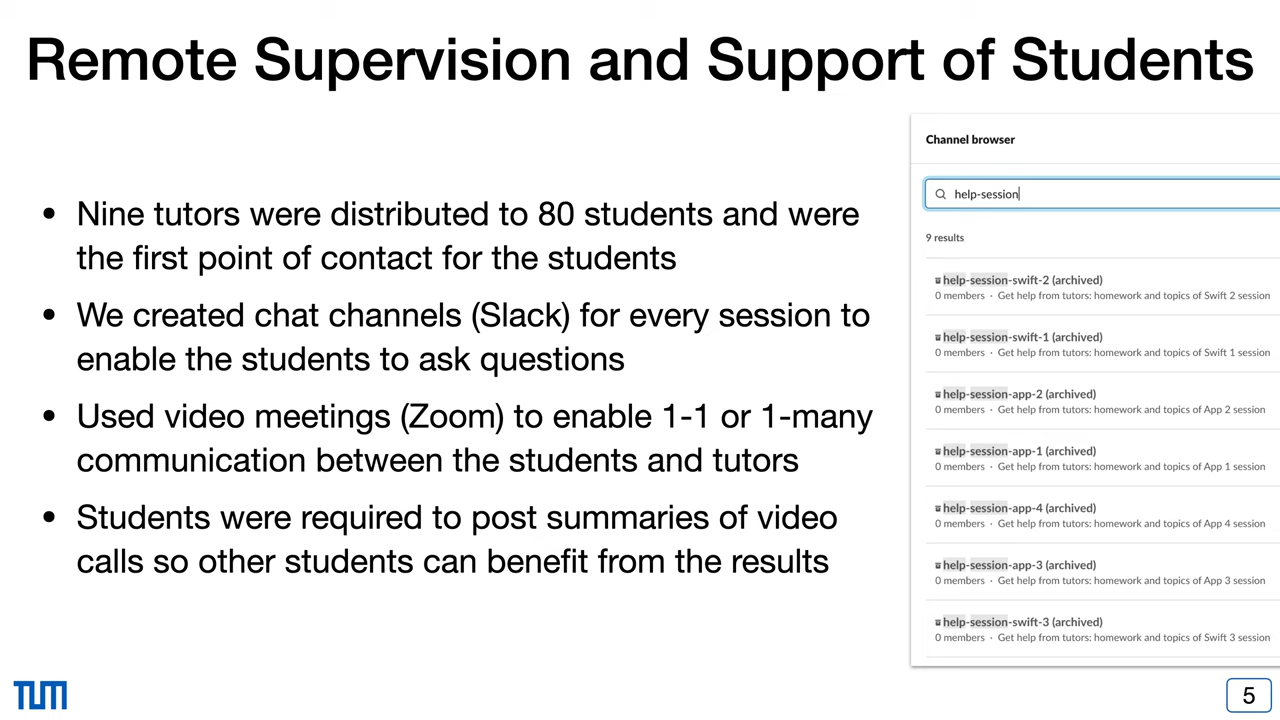 Remote Supervision and Support of Students
• Nine tutors were distributed to 80 students and were
the first point of contact for the students
• We created chat channels (Slack) for every session to
enable the students to ask questions
• Used video meetings (Zoom) to enable 1-1 or 1-many
communication between the students and tutors
• Students were required to post summaries of video
calls so other students can benefit from the results
Channel browser
help-session
9 results
help-session-swift-2 (archived)
0 members · Get help from tutors: homework and topics of Swift 2 session
help-session-swift-1 (archived)
0 members · Get help from tutors: homework and topics of Swift 1 session
help-session-app-2 (archived)
0 members · Get help from tutors: homework and topics of App 2 session
help-session-app-1 (archived)
0 members · Get help from tutors: homework and topics of App 1 session
help-session-app-4 (archived)
0 members · Get help from tutors: homework and topics of App 4 session
help-session-app-3 (archived)
0 members · Get help from tutors: homework and topics of App 3 session
help-session-swift-3 (archived)
0 members · Get help from tutors: homework and topics of Swift 3 session
TUM
5